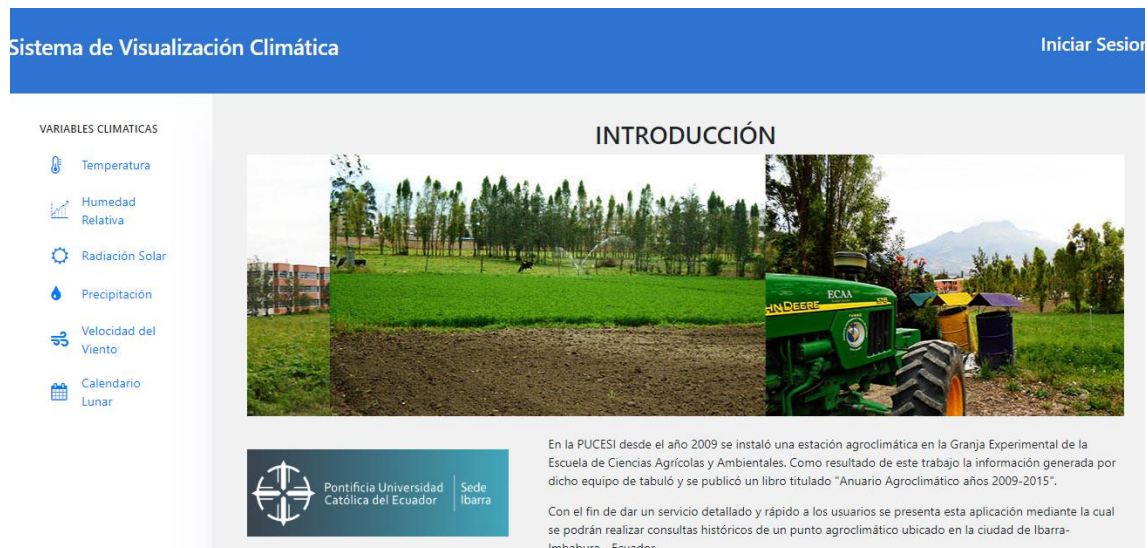 Sistema de Visualización Climática
Iniciar Sesion
VARIABLES CLIMATICAS
Temperatura
Humedad
Relativa
Radiación Solar
Precipitación
Velocidad del
Viento
Calendario
Lunar
INTRODUCCIÓN
ECAA
HN DEERE
Pontificia Universidad
Católica del Ecuador
Sede
Ibarra
En la PUCESI desde el año 2009 se instaló una estación agroclimática en la Granja Experimental de la
Escuela de Ciencias Agrícolas y Ambientales. Como resultado de este trabajo la información generada por
dicho equipo de tabuló y se publicó un libro titulado "Anuario Agroclimático años 2009-2015".
Con el fin de dar un servicio detallado y rápido a los usuarios se presenta esta aplicación mediante la cual
se podrán realizar consultas históricos de un punto agroclimático ubicado en la ciudad de Ibarra-
Imbabura - Ecuador